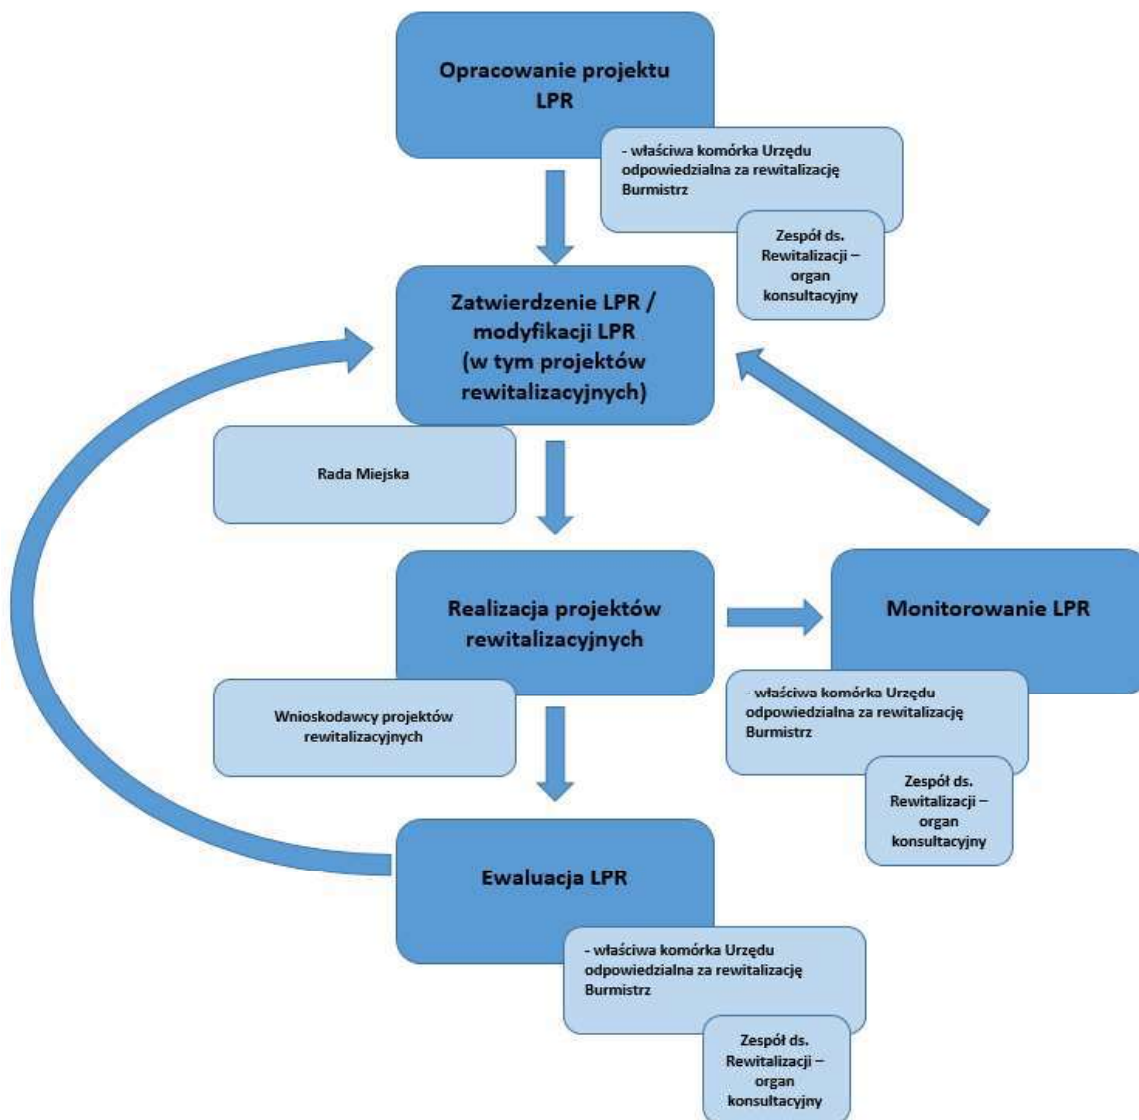 Opracowanie projektu
LPR
- właściwa komórka Urzędu
odpowiedzialna za rewitalizację
Burmistrz
Zespół ds.
Rewitalizacji –
organ
konsultacyjny
Zatwierdzenie LPR /
modyfikacji LPR
(w tym projektów
rewitalizacyjnych)
Rada Miejska
Realizacja projektów
rewitalizacyjnych
Wnioskodawcy projektów
rewitalizacyjnych
Monitorowanie LPR
- właściwa komórka Urzędu
odpowiedzialna za rewitalizację
Burmistrz
Zespół ds.
Rewitalizacji –
organ
konsultacyjny
Ewaluacja LPR
- właściwa komórka Urzędu
odpowiedzialna za rewitalizację
Burmistrz
Zespół ds.
Rewitalizacji –
organ
konsultacyjny